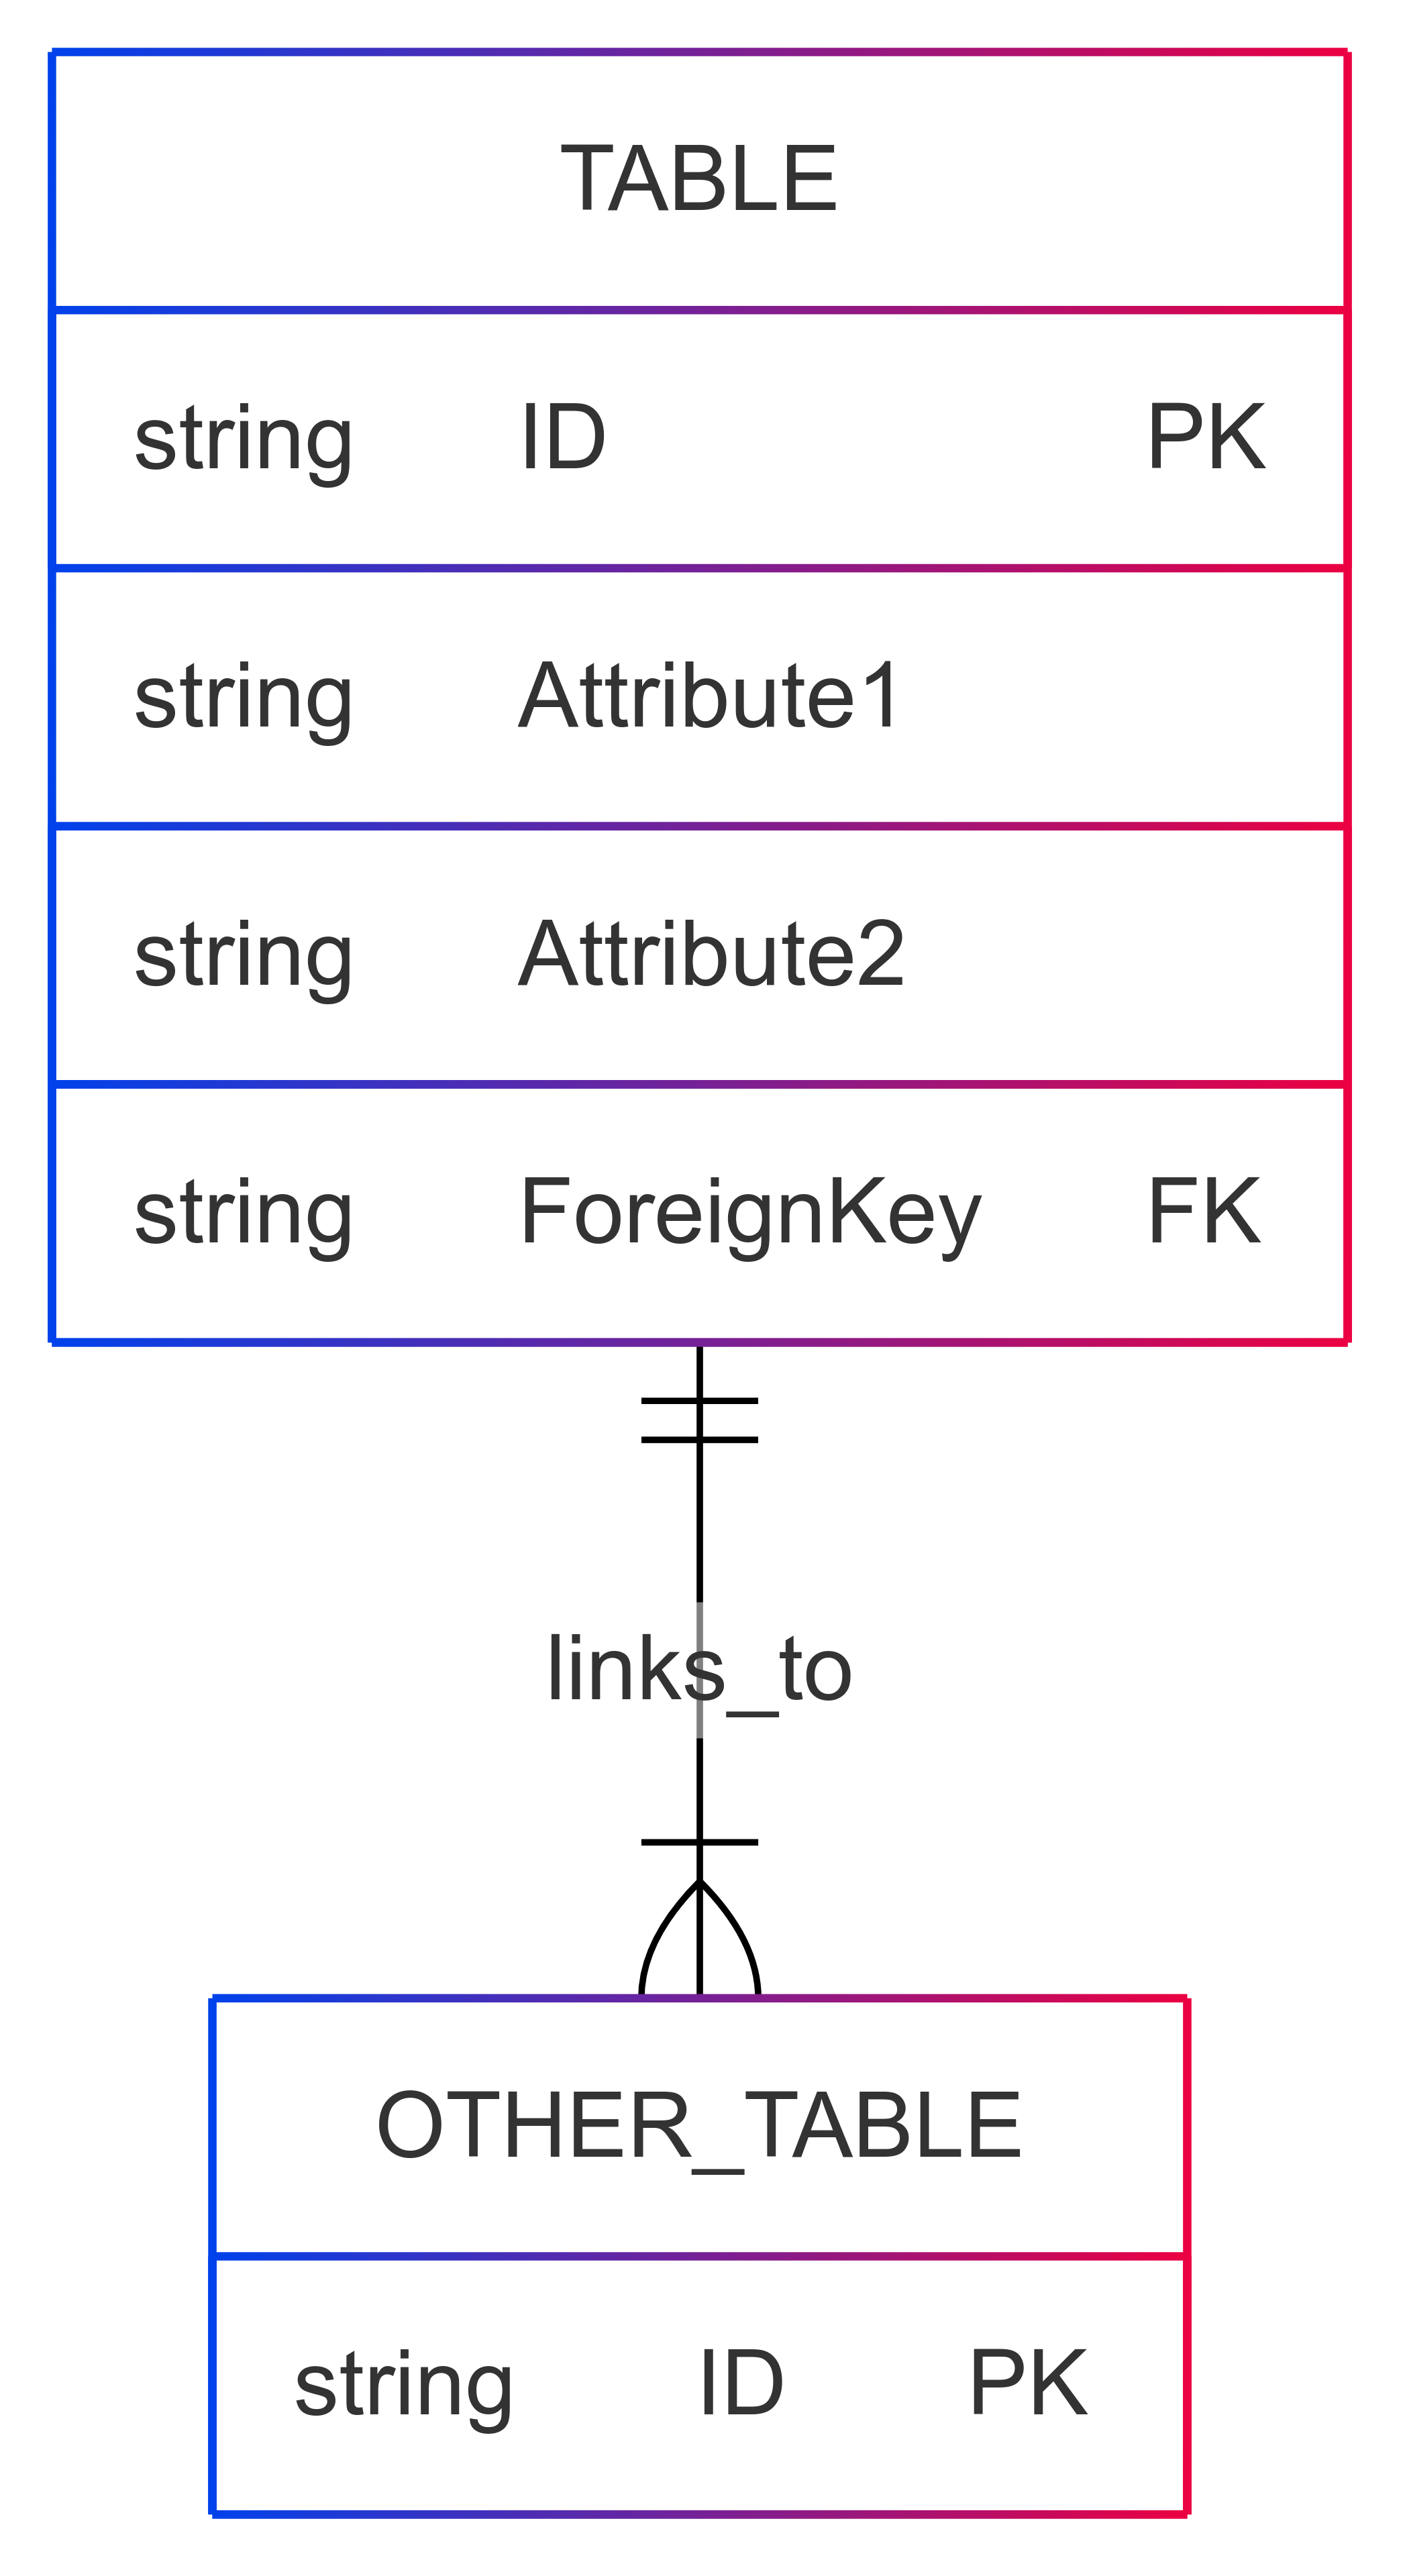 TABLE
string ID PK
string Attribute1
string Attribute2
string ForeignKey FK
links_to
OTHER_TABLE
string ID PK